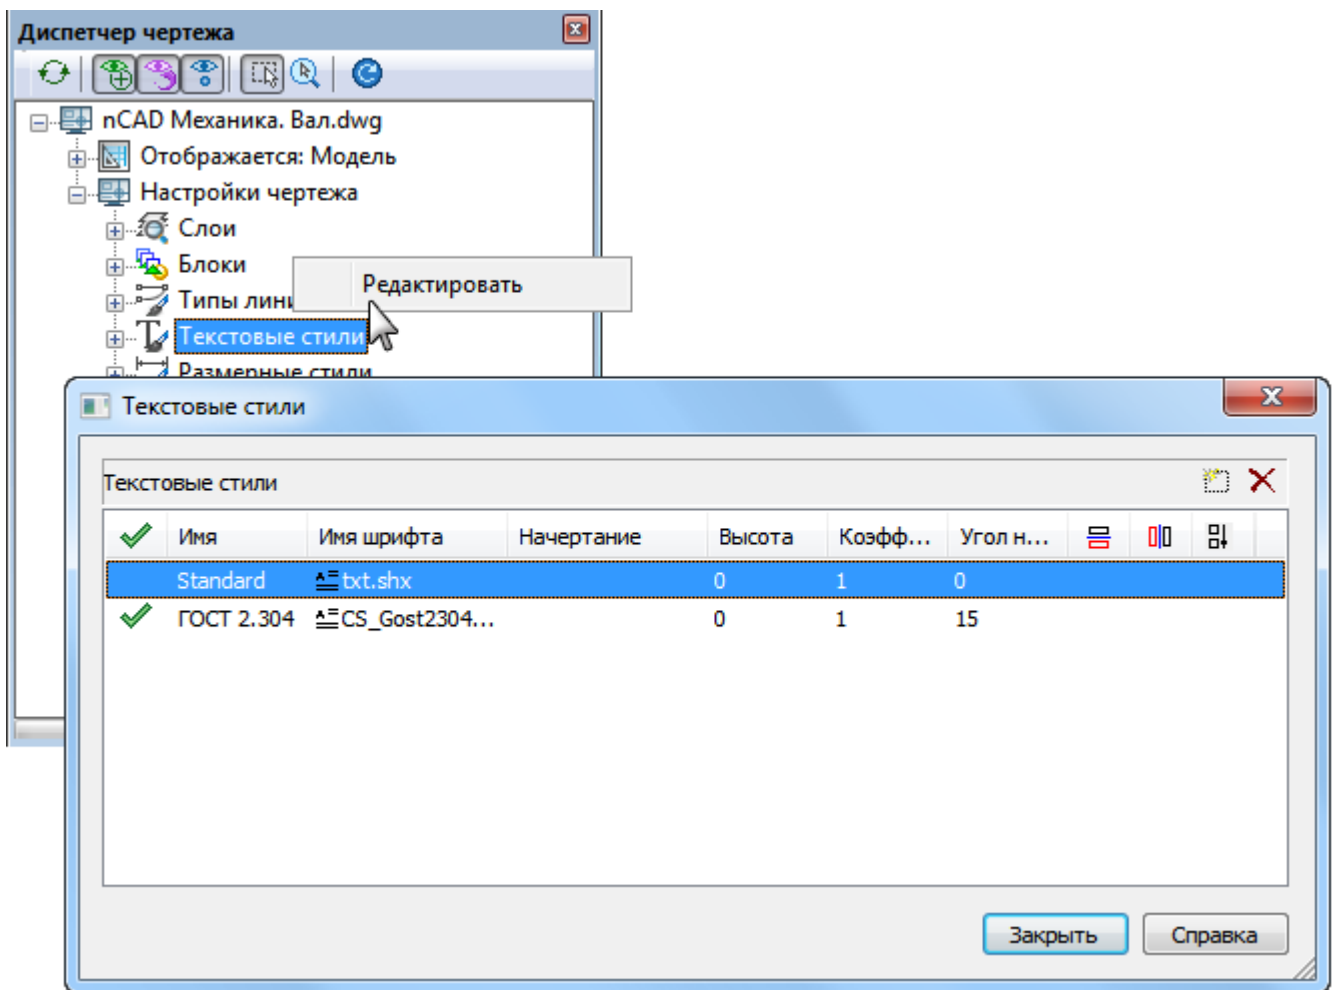 Диспетчер чертежа
nCAD Механика. Вал.dwg
Отображается: Модель
Настройки чертежа
Слои
Блоки
Редактировать
Типы лини
Текстовые стили
Размерные стили
Текстовые стили
Текстовые стили
Имя Имя шрифта Начертание Высота Коэфф... Угол н...
Standard txt.shx 0 1 0
ГОСТ 2.304 CS_Gost2304... 0 1 15
Закрыть Справка